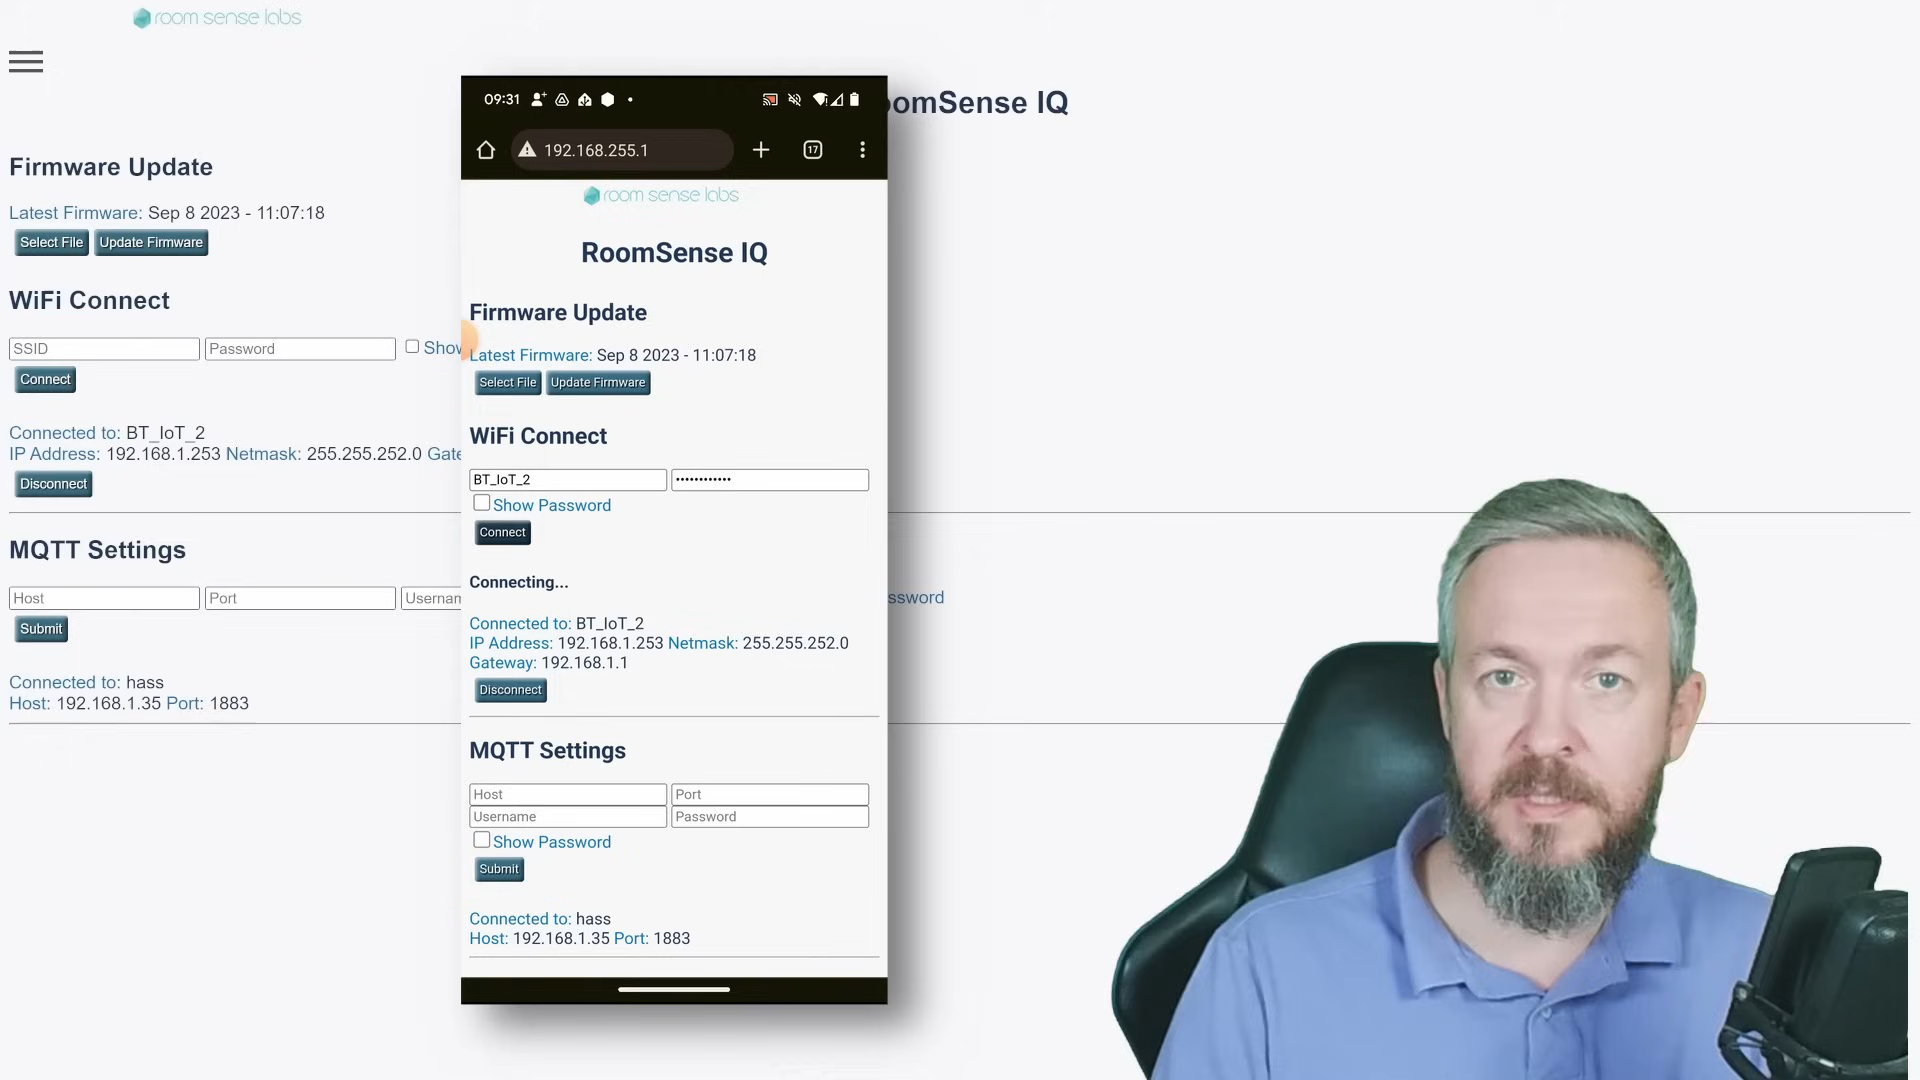 room sense labs
oomSense IQ
Firmware Update
Latest Firmware: Sep 8 2023 - 11:07:18
Select File Update Firmware
WiFi Connect
SSID Password Show
Connect
Connected to: BT_IoT_2
IP Address: 192.168.1.253 Netmask: 255.255.252.0 Gate
Disconnect
MQTT Settings
Host Port Usernam ssword
Submit
Connected to: hass
Host: 192.168.1.35 Port: 1883
09:31
192.168.255.1 17
room sense labs
RoomSense IQ
Firmware Update
Latest Firmware: Sep 8 2023 - 11:07:18
Select File Update Firmware
WiFi Connect
BT_IoT_2 ••••••••••••
Show Password
Connect
Connecting...
Connected to: BT_IoT_2
IP Address: 192.168.1.253 Netmask: 255.255.252.0
Gateway: 192.168.1.1
Disconnect
MQTT Settings
Host Port
Username Password
Show Password
Submit
Connected to: hass
Host: 192.168.1.35 Port: 1883